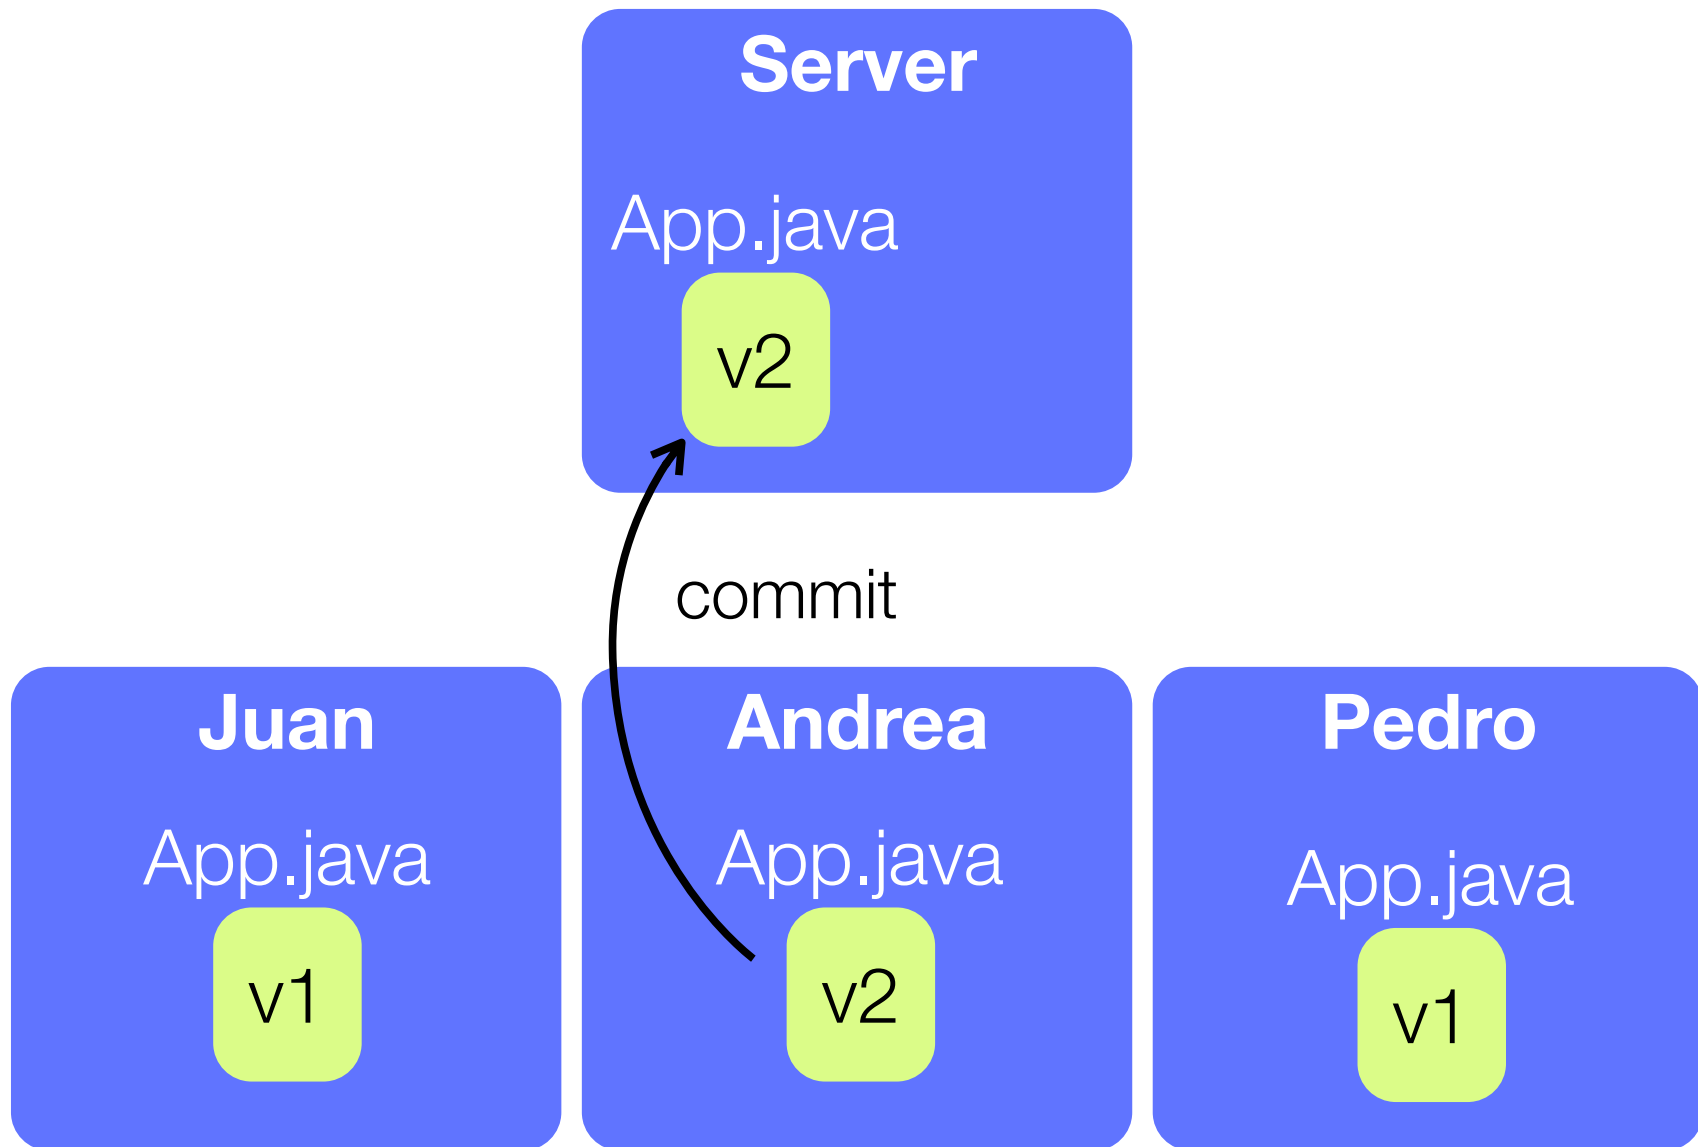 Server
App.java
v2
commit
Juan
App.java
v1
Andrea
App.java
v2
Pedro
App.java
v1